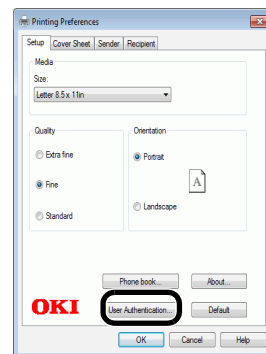 Printing Preferences
Setup Cover Sheet Sender Recipient
Media
Size:
Letter 8.5 x 11in
Quality
Orientation
Extra fine
Portrait
Fine
A
Landscape
Standard
Phone book...
About...
OKI
User Authentication...
Default
OK
Cancel
Help